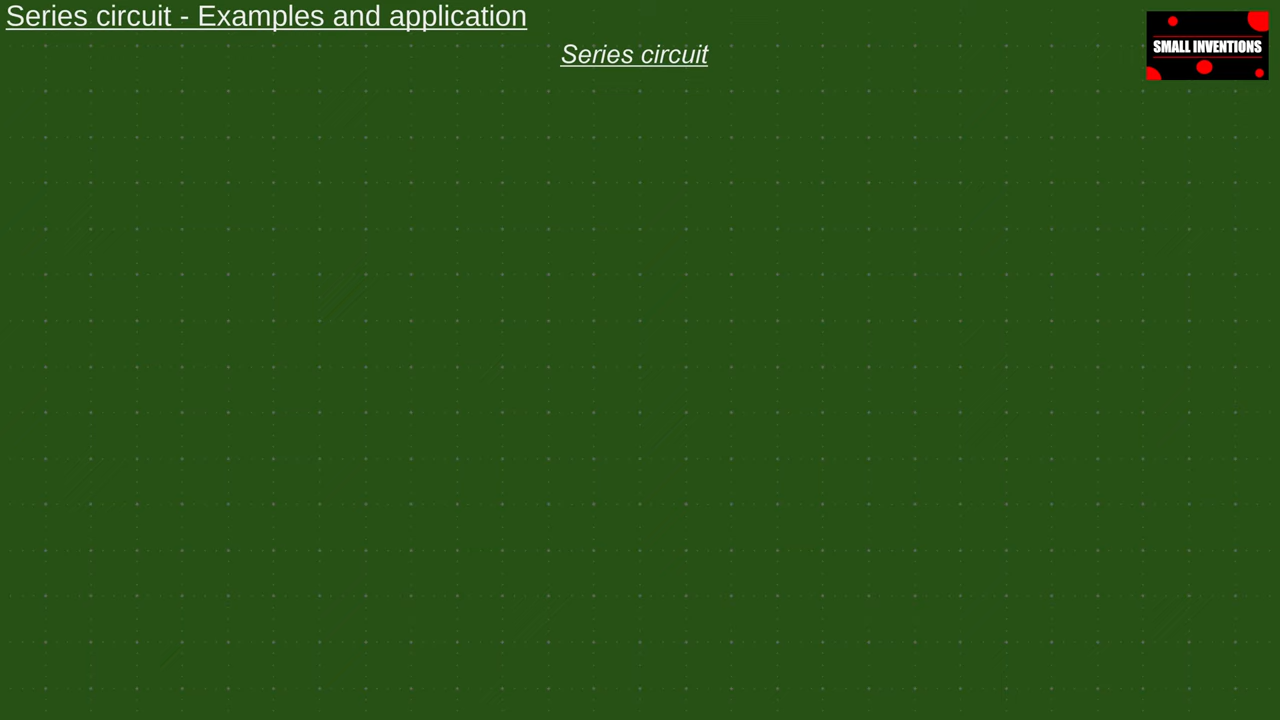 Series circuit - Examples and application
Series circuit
SMALL INVENTIONS